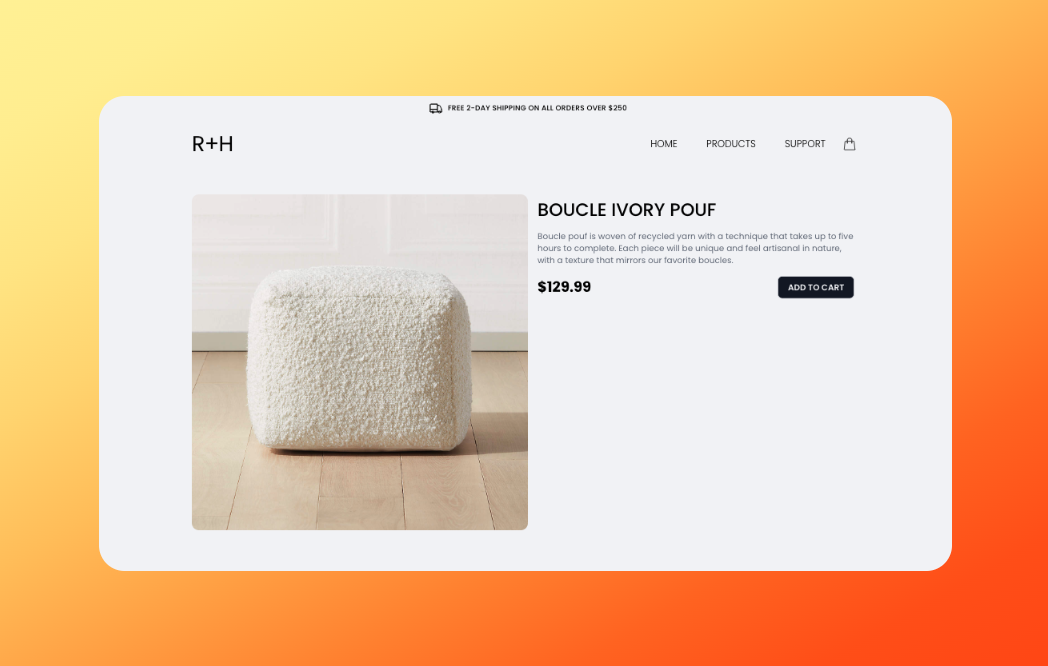 FREE 2-DAY SHIPPING ON ALL ORDERS OVER $250
R+H
HOME PRODUCTS SUPPORT
BOUCLE IVORY POUF
Boucle pouf is woven of recycled yarn with a technique that takes up to five
hours to complete. Each piece will be unique and feel artisanal in nature,
with a texture that mirrors our favorite boucles.
$129.99 ADD TO CART